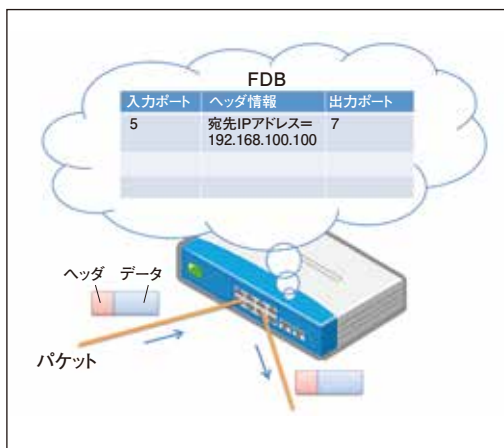 FDB
入力ポート ヘッダ情報 出力ポート
5 宛先IPアドレス= 7
192.168.100.100
ヘッダ データ
パケット